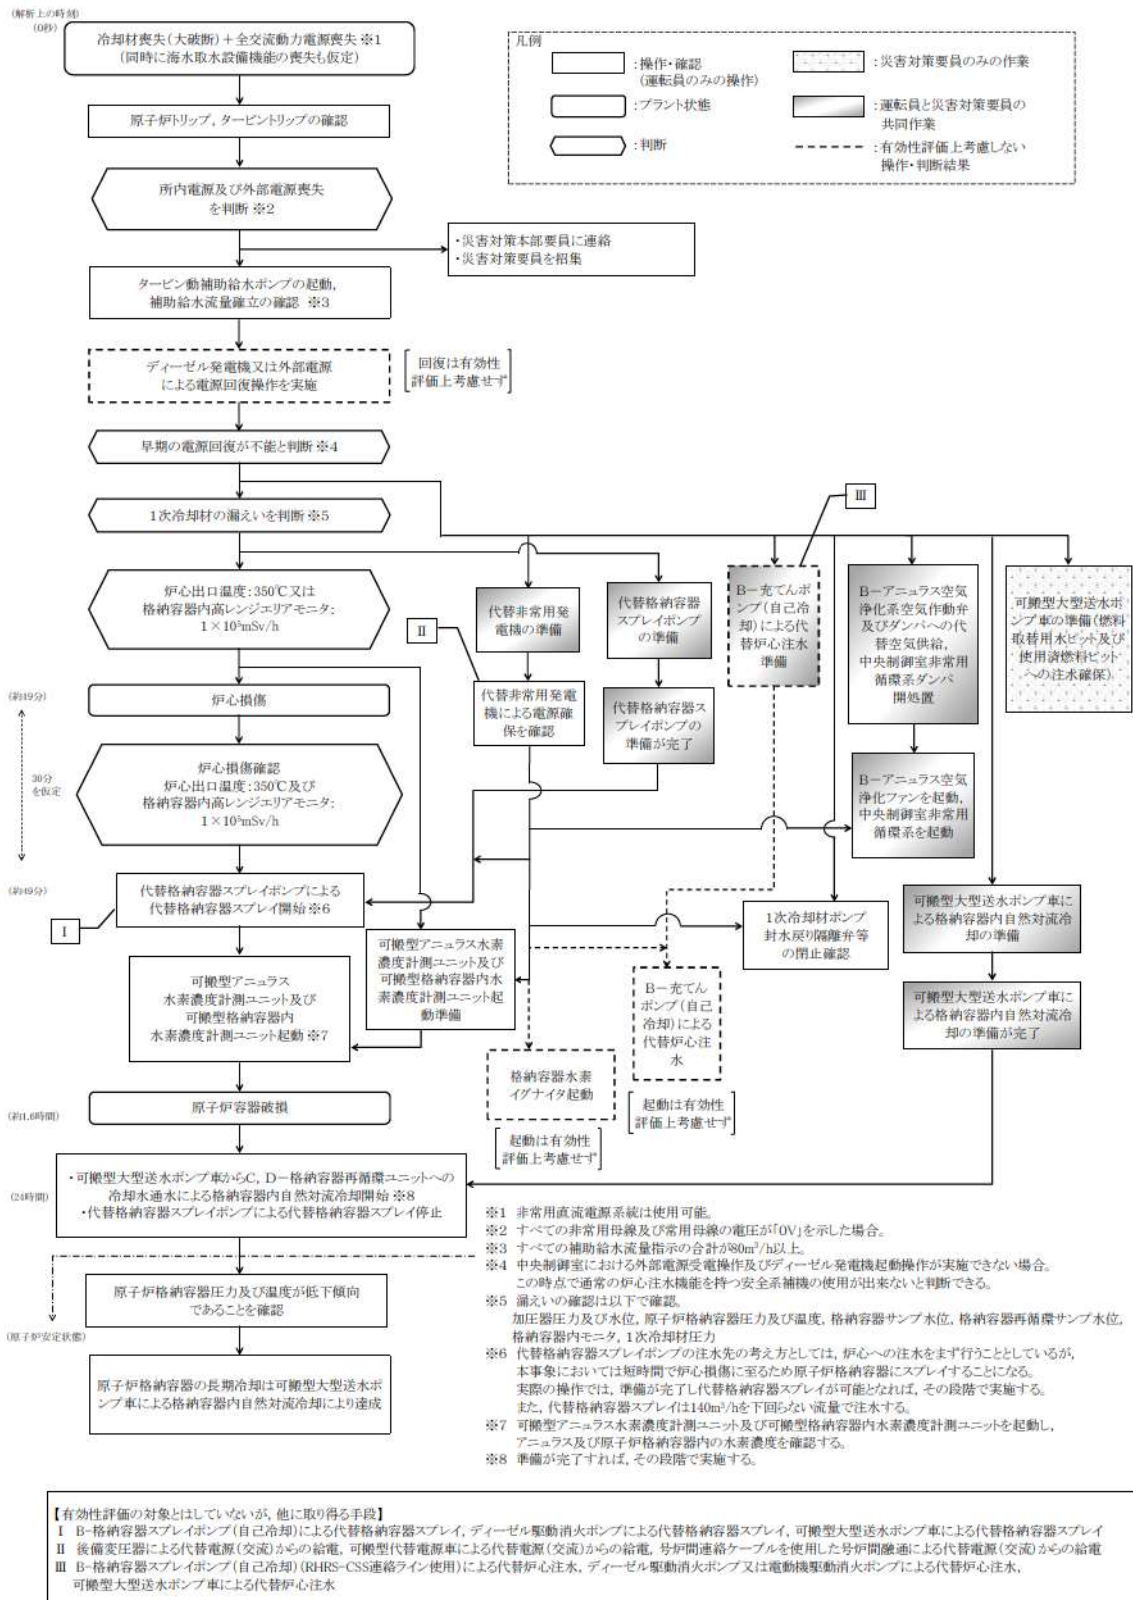 (解析上の時刻)
(0秒)
冷却材喪失(大破断)+全交流動力電源喪失※1
(同時に海水取水設備機能の喪失も仮定)
原子炉トリップ，タービントリップの確認
所内電源及び外部電源喪失
を判断※2
・災害対策本部要員に連絡
・災害対策要員を招集
タービン動補助給水ポンプの起動，
補助給水流量確立の確認 ※3
ディーゼル発電機又は外部電源
による電源回復操作を実施
回復は有効性
評価上考慮せず
早期の電源回復が不能と判断※4
1次冷却材の漏えいを判断※5
凡例
:操作・確認
(運転員のみの操作)
:プラント状態
:判断
:災害対策要員のみの作業
:運転員と災害対策要員の
共同作業
:有効性評価上考慮しない
操作・判断結果
炉心出口温度:350℃又は
格納容器内高レンジエリアモニタ:
1×10⁵mSv/h
(約19分)
炉心損傷
30分
を仮定
炉心損傷確認
炉心出口温度:350℃及び
格納容器内高レンジエリアモニタ:
1×10⁵mSv/h
(約49分)
代替格納容器スプレイポンプによる
代替格納容器スプレイ開始※6
Ⅰ
可搬型アニュラス
水素濃度計測ユニット及び
可搬型格納容器内
水素濃度計測ユニット起動※7
(約1.6時間)
原子炉容器破損
(24時間)
・可搬型大型送水ポンプ車からC，D-格納容器再循環ユニットへの
冷却水通水による格納容器内自然対流冷却開始※8
・代替格納容器スプレイポンプによる代替格納容器スプレイ停止
原子炉格納容器圧力及び温度が低下傾向
であることを確認
(原子炉安定状態)
原子炉格納容器の長期冷却は可搬型大型送水ポ
ンプ車による格納容器内自然対流冷却により達成
Ⅱ
代替非常用発
電機の準備
代替非常用発電
機による電源確
保を確認
代替格納容器
スプレイポンプ
の準備
代替格納容器ス
プレイポンプの
準備が完了
Ⅲ
B-充てんポ
ンプ(自己冷
却)による代
替炉心注水
準備
B-アニュラス空気
浄化系空気作動弁
及びダンパへの代
替空気供給，
中央制御室非常用
循環系ダンパ
開処置
B-アニュラス空気
浄化ファンを起動，
中央制御室非常用
循環系を起動
可搬型大型送水ポ
ンプ車の準備(燃料
取替用水ピット及び
使用済燃料ピット
への注水確保)
可搬型アニュラス水素
濃度計測ユニット及び
可搬型格納容器内水
素濃度計測ユニット起
動準備
1次冷却材ポンプ
封水戻り隔離弁等
の閉止確認
可搬型大型送水ポンプ車に
よる格納容器内自然対流冷
却の準備
可搬型大型送水ポンプ車に
よる格納容器内自然対流冷
却の準備が完了
B-充てん
ポンプ(自己
冷却)による
代替炉心注
水
起動は有効性
評価上考慮せず
格納容器水素
イグナイタ起動
起動は有効性
評価上考慮せず
※1 非常用直流電源系統は使用可能。
※2 すべての非常用母線及び常用母線の電圧が「0V」を示した場合。
※3 すべての補助給水流量指示の合計が80m³/h以上。
※4 中央制御室における外部電源受電操作及びディーゼル発電機起動操作が実施できない場合。
この時点で通常の炉心注水機能を持つ安全系補機の使用が出来ないと判断できる。
※5 漏えいの確認は以下で確認。
加圧器圧力及び水位，原子炉格納容器圧力及び温度，格納容器サンプ水位，格納容器再循環サンプ水位，
格納容器内モニタ，1次冷却材圧力
※6 代替格納容器スプレイポンプの注水先の考え方としては，炉心への注水をまず行うこととしているが，
本事象においては短時間で炉心損傷に至るため原子炉格納容器にスプレイすることになる。
実際の操作では，準備が完了し代替格納容器スプレイが可能となれば，その段階で実施する。
また，代替格納容器スプレイは140m³/hを下回らない流量で注水する。
※7 可搬型アニュラス水素濃度計測ユニット及び可搬型格納容器内水素濃度計測ユニットを起動し，
アニュラス及び原子炉格納容器内の水素濃度を確認する。
※8 準備が完了すれば，その段階で実施する。
【有効性評価の対象とはしていないが，他に取り得る手段】
Ⅰ B-格納容器スプレイポンプ(自己冷却)による代替格納容器スプレイ，ディーゼル駆動消火ポンプによる代替格納容器スプレイ，可搬型大型送水ポンプ車による代替格納容器スプレイ
Ⅱ 後備変圧器による代替電源(交流)からの給電，可搬型代替電源車による代替電源(交流)からの給電，号炉間連絡ケーブルを使用した号炉間融通による代替電源(交流)からの給電
Ⅲ B-格納容器スプレイポンプ(自己冷却)(RHRS-CSS連絡ライン使用)による代替炉心注水，ディーゼル駆動消火ポンプ又は電動機駆動消火ポンプによる代替炉心注水，
可搬型大型送水ポンプ車による代替炉心注水